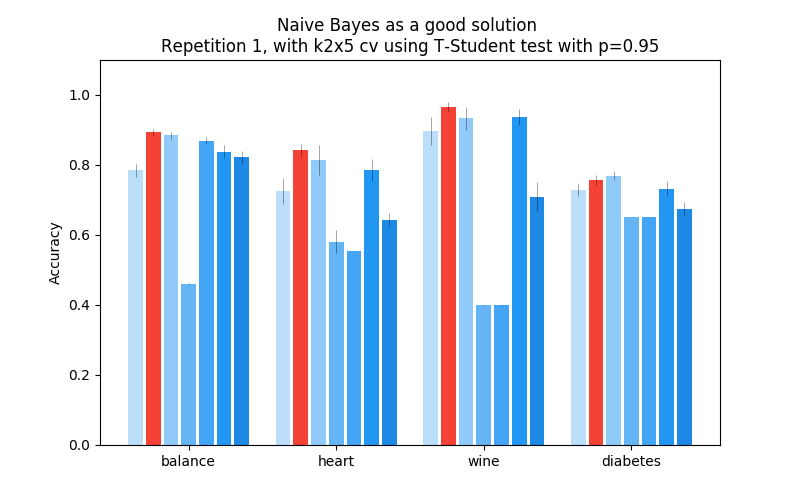 Naive Bayes as a good solution
Repetition 1, with k2x5 cv using T-Student test with p=0.95
1.0
0.8
0.6
0.4
0.2
0.0
Accuracy
balance
heart
wine
diabetes